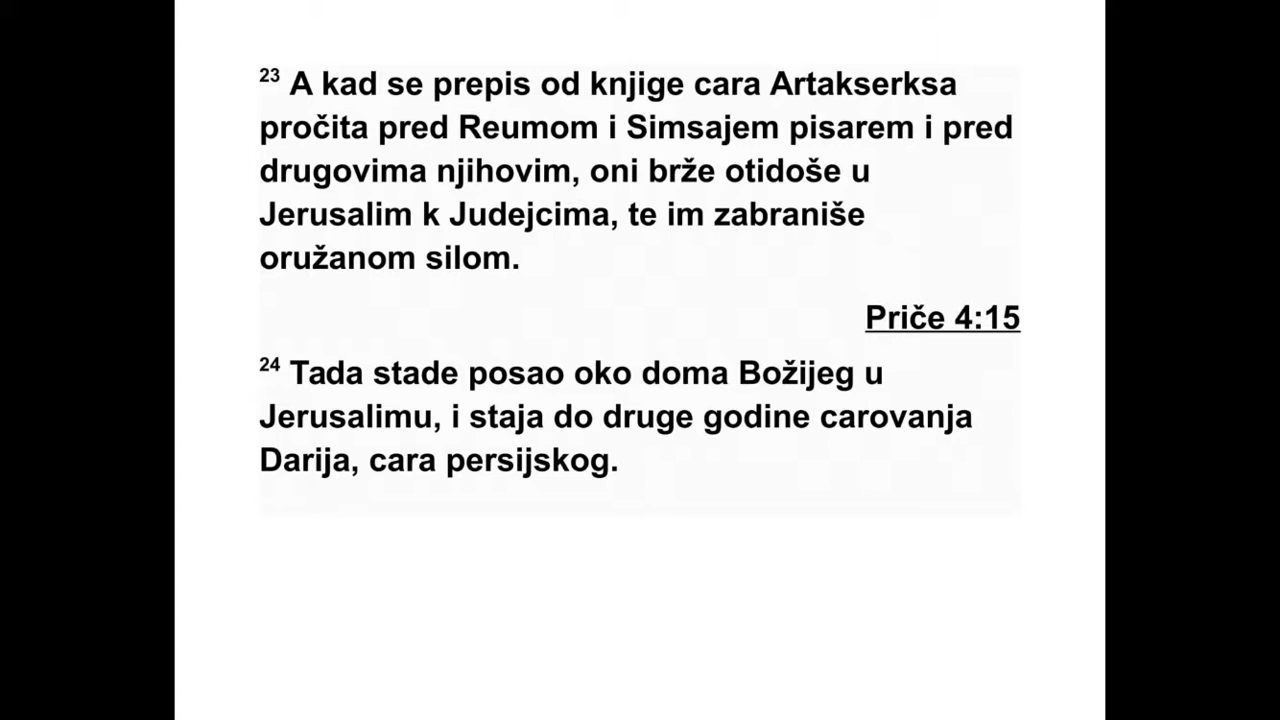 23 A kad se prepis od knjige cara Artakserksa
pročita pred Reumom i Simsajem pisarem i pred
drugovima njihovim, oni brže otidoše u
Jerusalim k Judejcima, te im zabraniše
oružanom silom.
Priče 4:15
24 Tada stade posao oko doma Božijeg u
Jerusalimu, i staja do druge godine carovanja
Darija, cara persijskog.